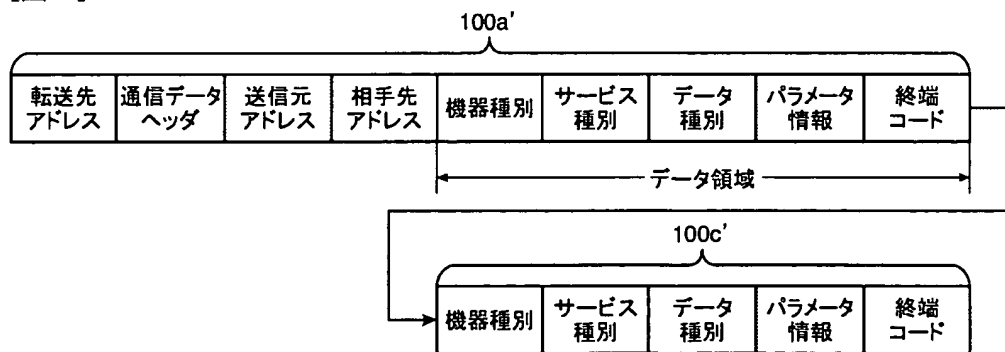 100a'
転送先
アドレス
通信データ
ヘッダ
送信元
アドレス
相手先
アドレス
機器種別
サービス
種別
データ
種別
パラメータ
情報
終端
コード
データ領域
100c'
機器種別
サービス
種別
データ
種別
パラメータ
情報
終端
コード